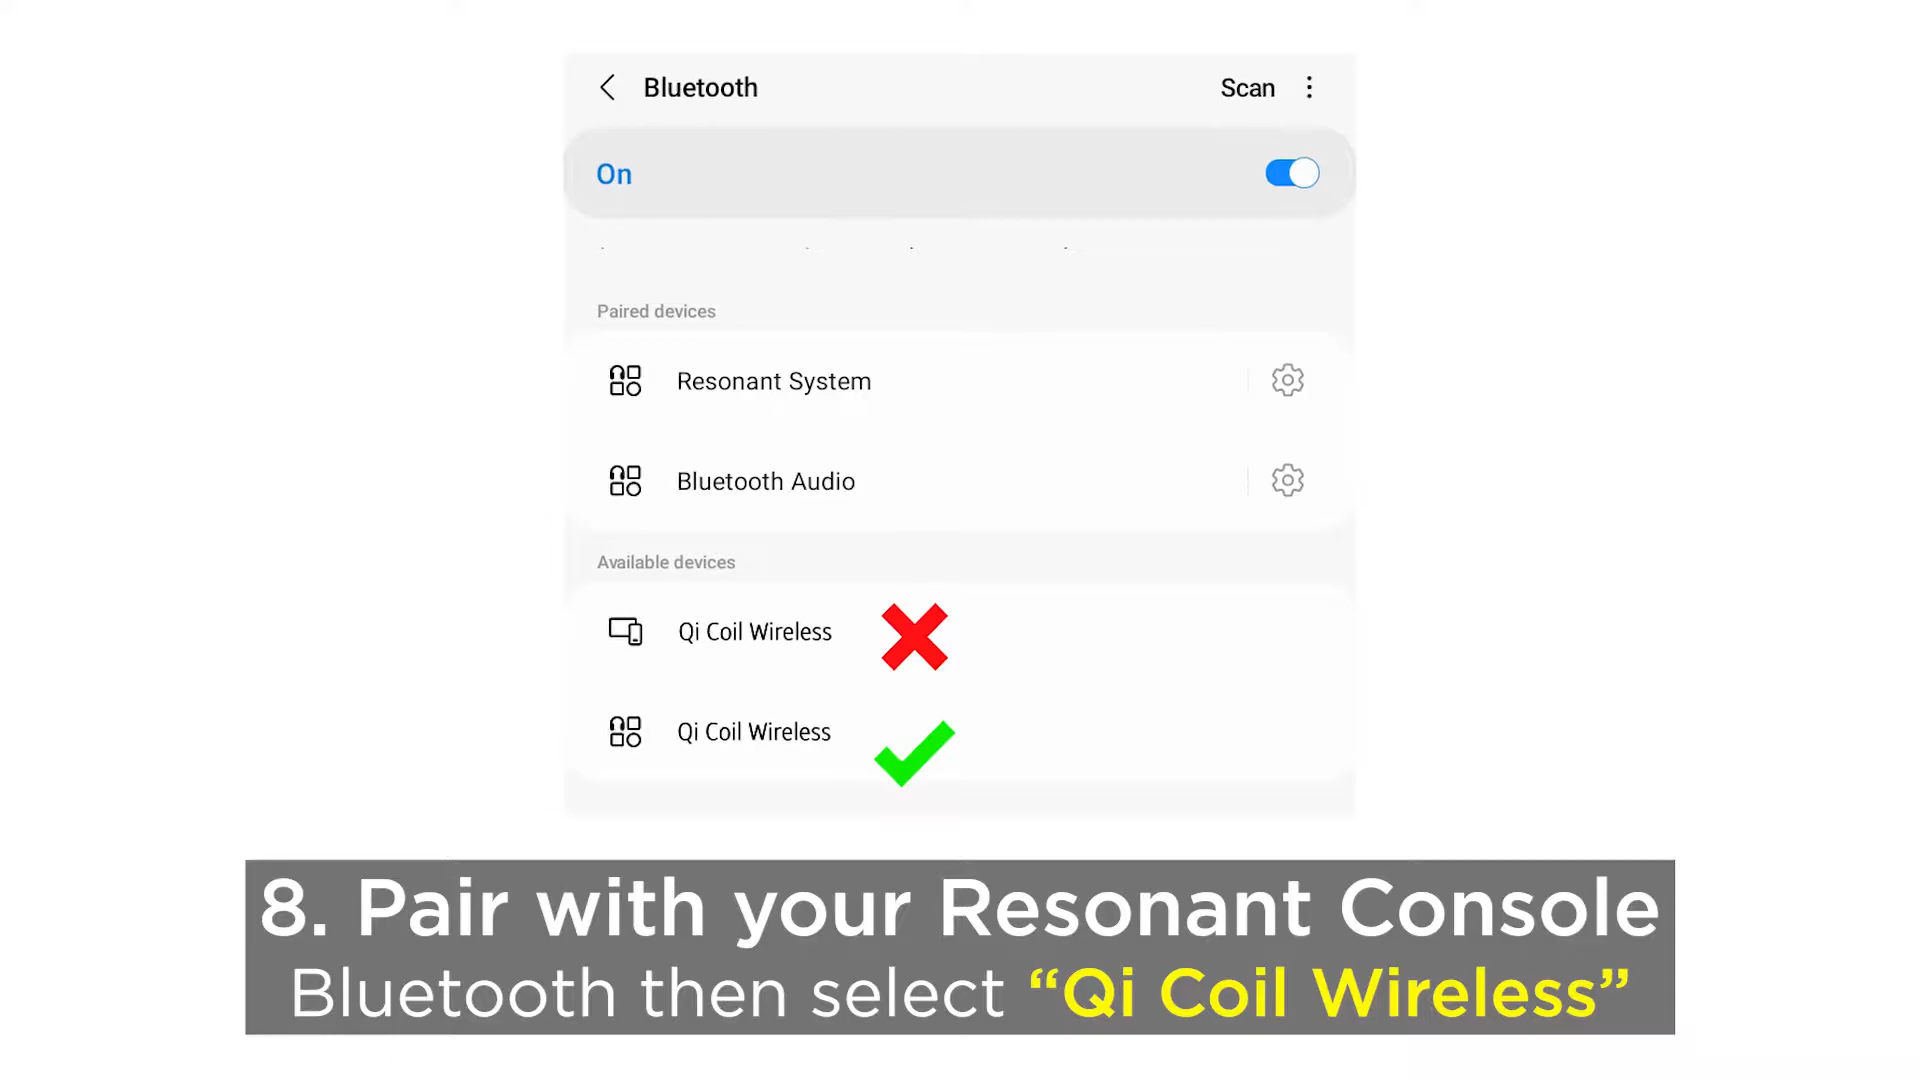 Bluetooth
Scan
On
Paired devices
Resonant System
Bluetooth Audio
Available devices
Qi Coil Wireless
Qi Coil Wireless
8. Pair with your Resonant Console
Bluetooth then select “Qi Coil Wireless”